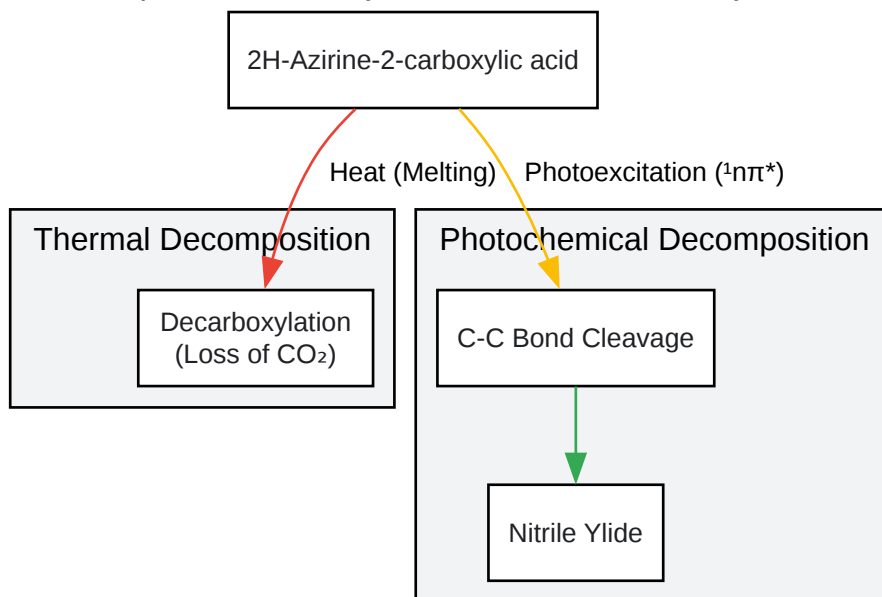 2H-Azirine-2-carboxylic acid
Heat (Melting)
Photoexcitation (¹nπ*)
Thermal Decomposition
Photochemical Decomposition
Decarboxylation
(Loss of CO₂)
C-C Bond Cleavage
Nitrile Ylide